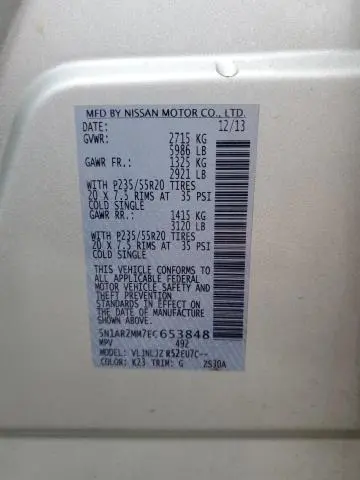 MFD BY NISSAN MOTOR CO., LTD.
DATE: 12/13
GVWR: 2715 KG
5986 LB
GAWR FR.: 1325 KG
2921 LB
WITH P235/55R20 TIRES
20 X 7.5 RIMS AT 35 PSI
COLD SINGLE
GAWR RR.: 1415 KG
3120 LB
WITH P235/55R20 TIRES
20 X 7.5 RIMS AT 35 PSI
COLD SINGLE
THIS VEHICLE CONFORMS TO
ALL APPLICABLE U.S. FEDERAL
MOTOR VEHICLE SAFETY AND
THEFT PREVENTION
STANDARDS IN EFFECT ON
THE DATE OF MANUFACTURE
SHOWN ABOVE.
5N1AR2MM7EC653848
MPV 492
MODEL:
COLOR: K23 TRIM: G 2S30A